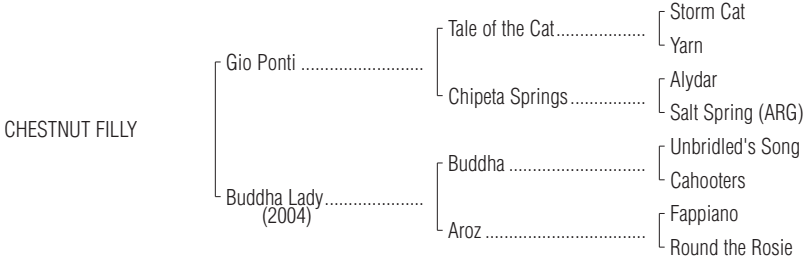 Storm Cat
Tale of the Cat....................
Yarn
Gio Ponti ...........................
Alydar
Chipeta Springs.................
Salt Spring (ARG)
CHESTNUT FILLY
Unbridled's Song
Buddha ..............................
Cahooters
Buddha Lady......................
(2004)
Fappiano
Aroz ...................................
Round the Rosie